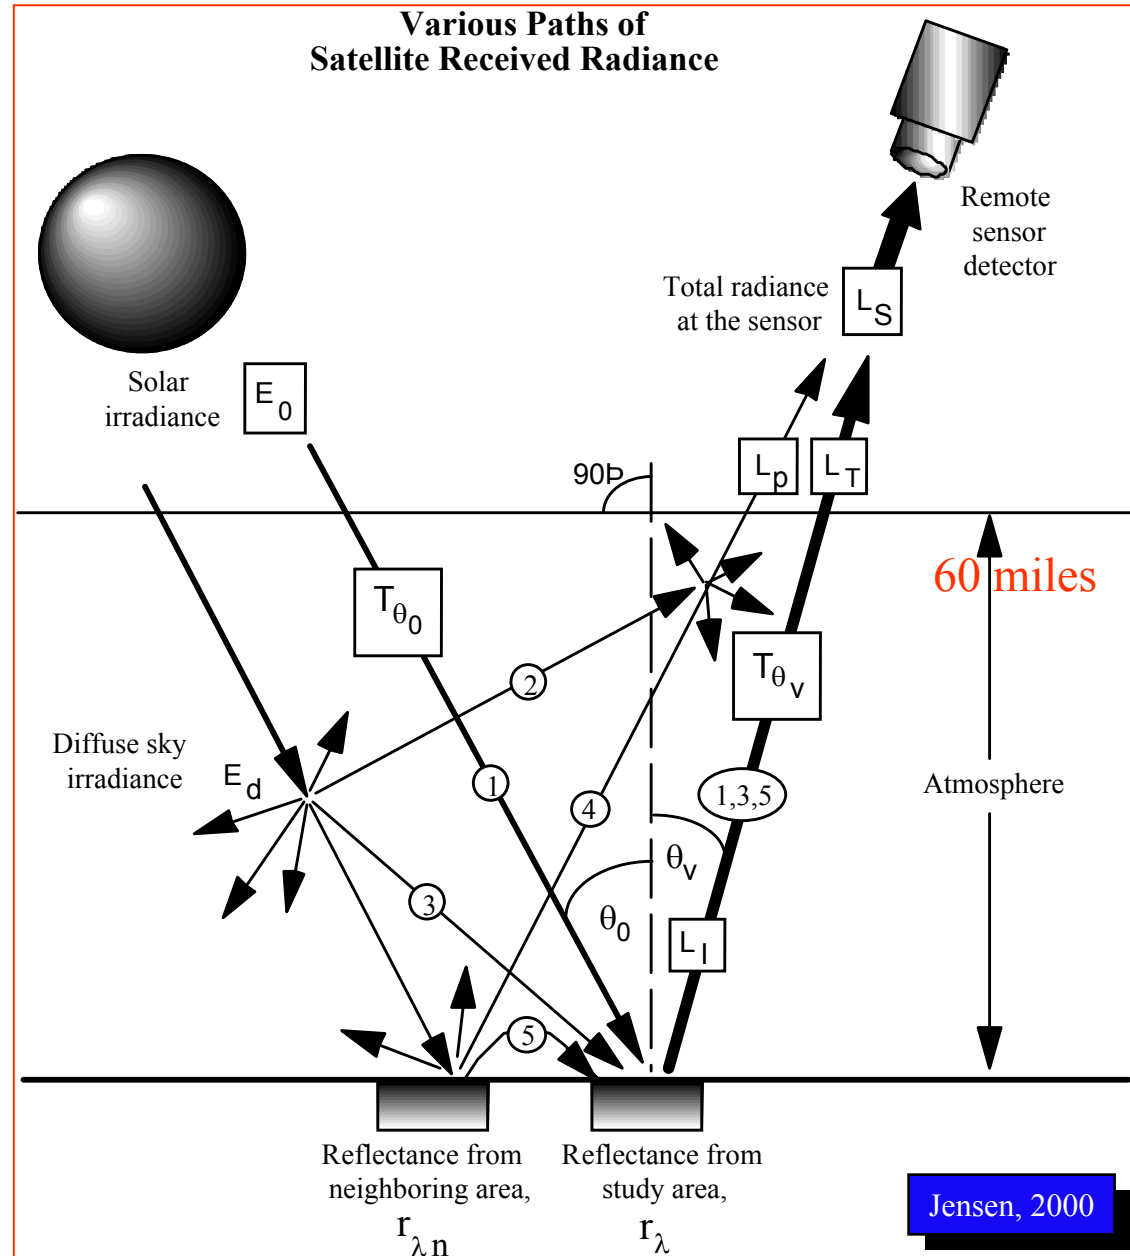 Various Paths of
Satellite Received Radiance
Remote
sensor
detector
Total radiance
at the sensor
L S
Solar
irradiance
E 0
90Þ
L p
L T
60 miles
T θ 0
T θ v
2
Diffuse sky
irradiance
E d
1
4
1,3,5
Atmosphere
θ v
3
θ 0
L I
5
Reflectance from
neighboring area,
r λ n
Reflectance from
study area,
r λ
Jensen, 2000